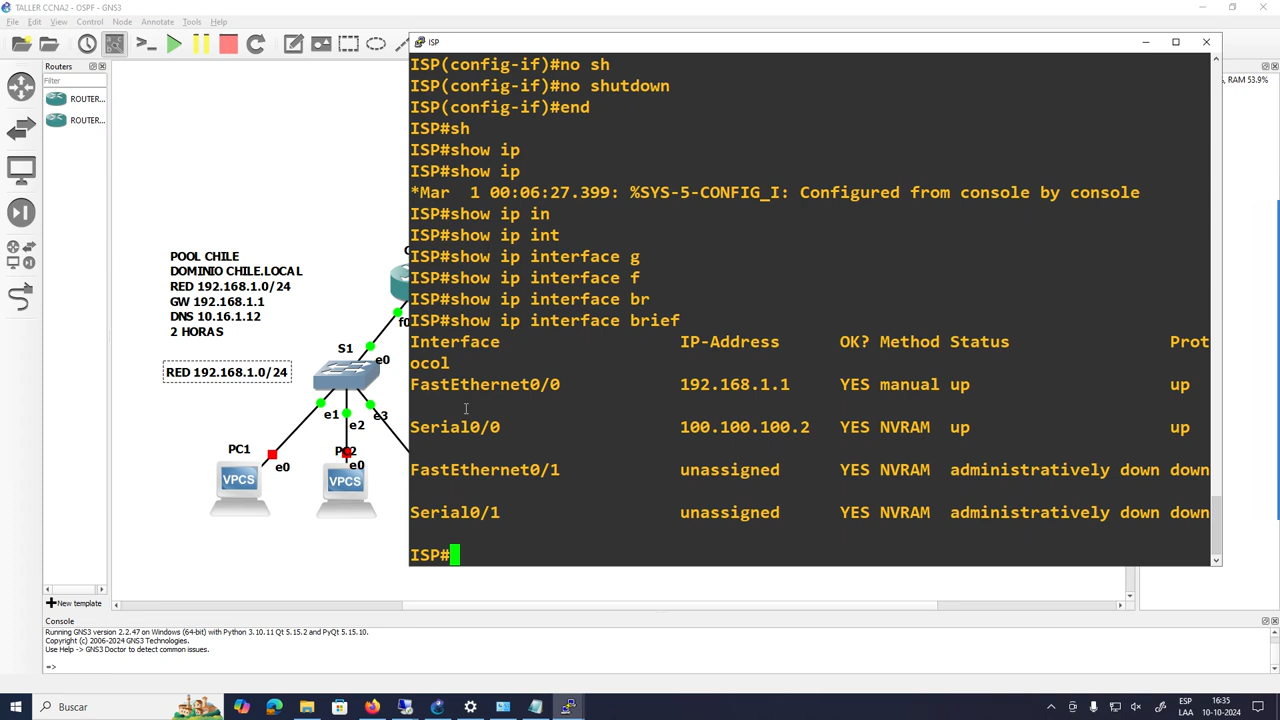 TALLER CCNA2 - OSPF - GNS3
File Edit View Control Node Annotate Tools Help
Routers
Filter
ROUTER...
ROUTER...
, RAM 53.9%
ISP
ISP(config-if)#no sh
ISP(config-if)#no shutdown
ISP(config-if)#end
ISP#sh
ISP#show ip
ISP#show ip
*Mar  1 00:06:27.399: %SYS-5-CONFIG_I: Configured from console by console
ISP#show ip in
ISP#show ip int
ISP#show ip interface g
ISP#show ip interface f
ISP#show ip interface br
ISP#show ip interface brief
Interface IP-Address OK? Method Status Prot
ocol
FastEthernet0/0 192.168.1.1 YES manual up up
Serial0/0 100.100.100.2 YES NVRAM up up
FastEthernet0/1 unassigned YES NVRAM administratively down down
Serial0/1 unassigned YES NVRAM administratively down down
ISP#
POOL CHILE
DOMINIO CHILE.LOCAL
RED 192.168.1.0/24
GW 192.168.1.1
DNS 10.16.1.12
2 HORAS
RED 192.168.1.0/24
S1
e0
e1
e2
e3
PC1
e0
VPCS
PC2
e0
VPCS
New template
Console
Running GNS3 version 2.2.47 on Windows (64-bit) with Python 3.10.11 Qt 5.15.2 and PyQt 5.15.10.
Copyright (c) 2006-2024 GNS3 Technologies.
Use Help -> GNS3 Doctor to detect common issues.
=>
Buscar
ESP
LAA
16:35
10-10-2024